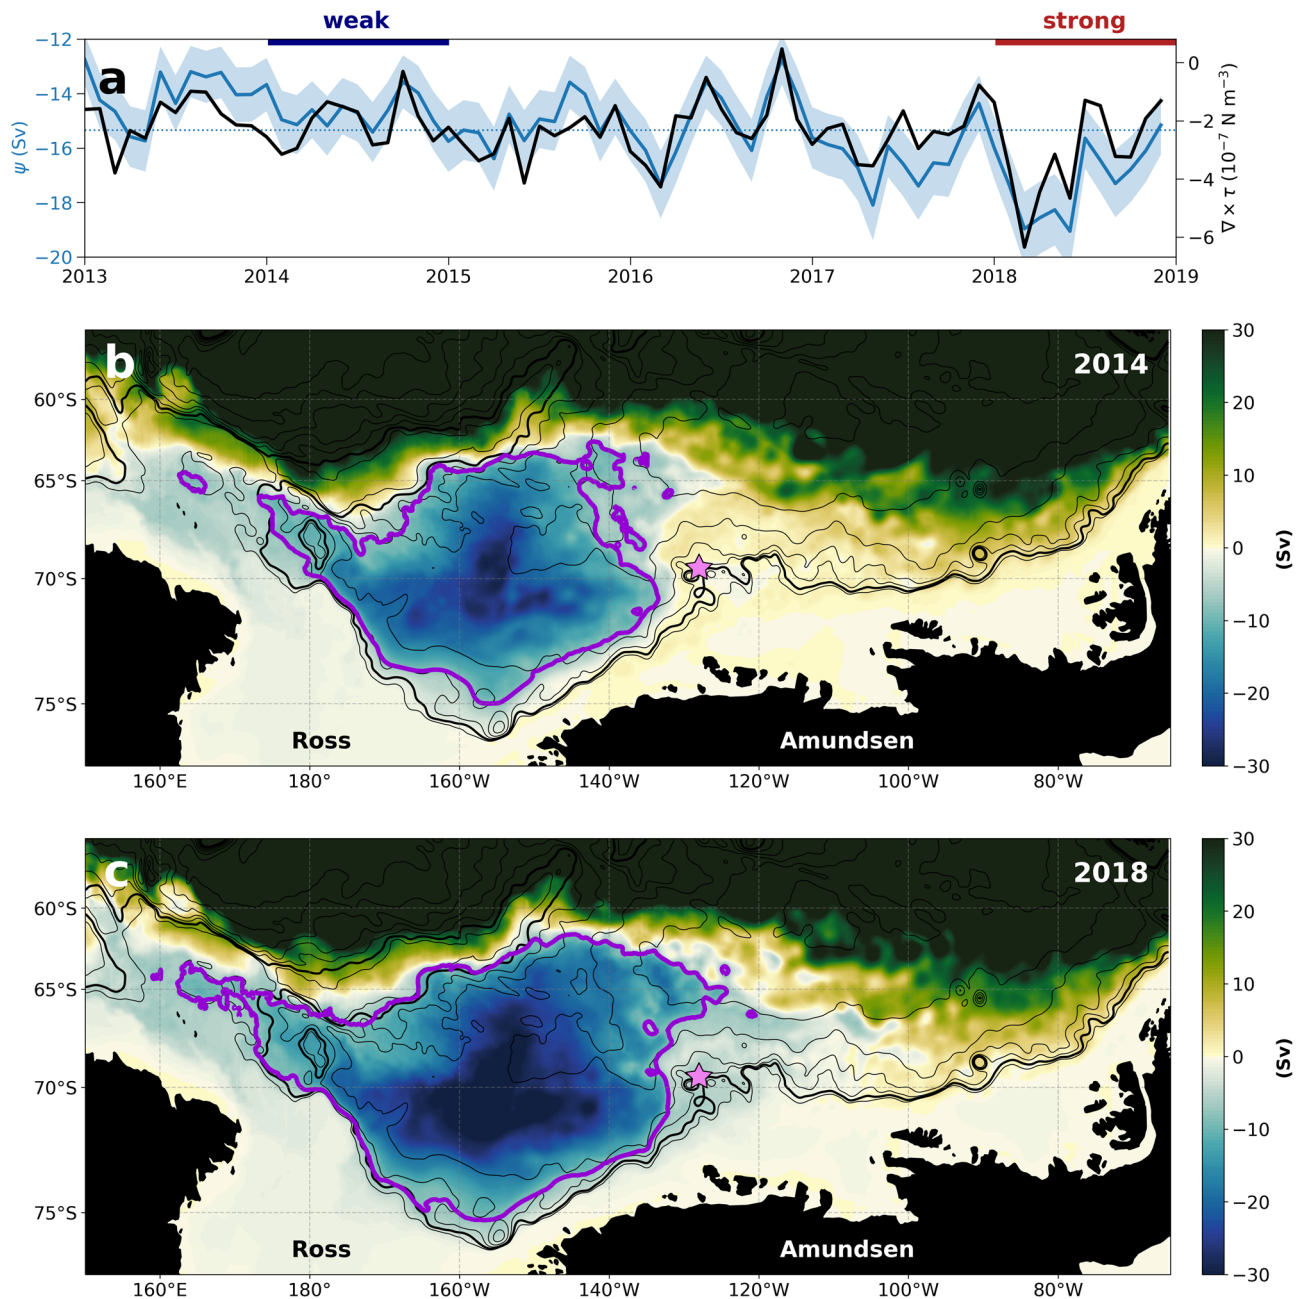 weak strong
a
−12 −14 −16 −18 −20
ψ (Sv)
0 −2 −4 −6
∇ × τ (10⁻⁷ N m⁻³)
2013 2014 2015 2016 2017 2018 2019
b 2014
60°S
65°S
70°S
75°S
Ross Amundsen
160°E 180° 160°W 140°W 120°W 100°W 80°W
30
20
10
0
−10
−20
−30
(Sv)
c 2018
60°S
65°S
70°S
75°S
Ross Amundsen
160°E 180° 160°W 140°W 120°W 100°W 80°W
30
20
10
0
−10
−20
−30
(Sv)